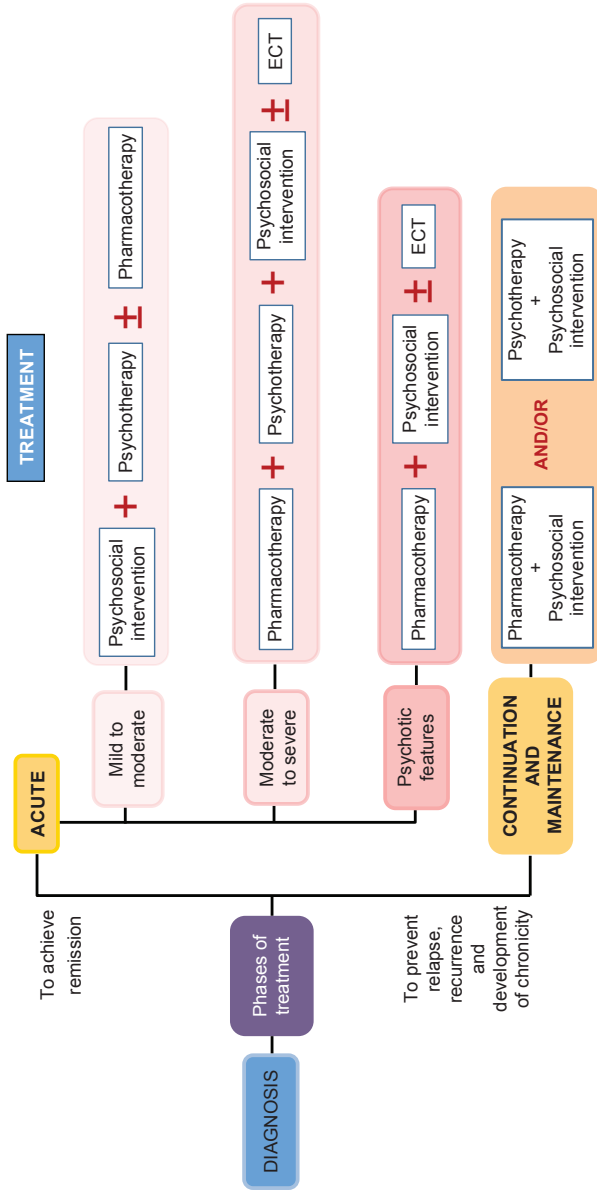 TREATMENT
DIAGNOSIS
Phases of
treatment
To achieve
remission
ACUTE
Mild to
moderate
Psychosocial
intervention
+
Psychotherapy
±
Pharmacotherapy
Moderate
to severe
Pharmacotherapy
+
Psychotherapy
+
Psychosocial
intervention
±
ECT
Psychotic
features
Pharmacotherapy
+
Psychosocial
intervention
±
ECT
To prevent
relapse,
recurrence
and
development
of chronicity
CONTINUATION
AND
MAINTENANCE
Pharmacotherapy
+
Psychosocial
intervention
AND/OR
Psychotherapy
+
Psychosocial
intervention